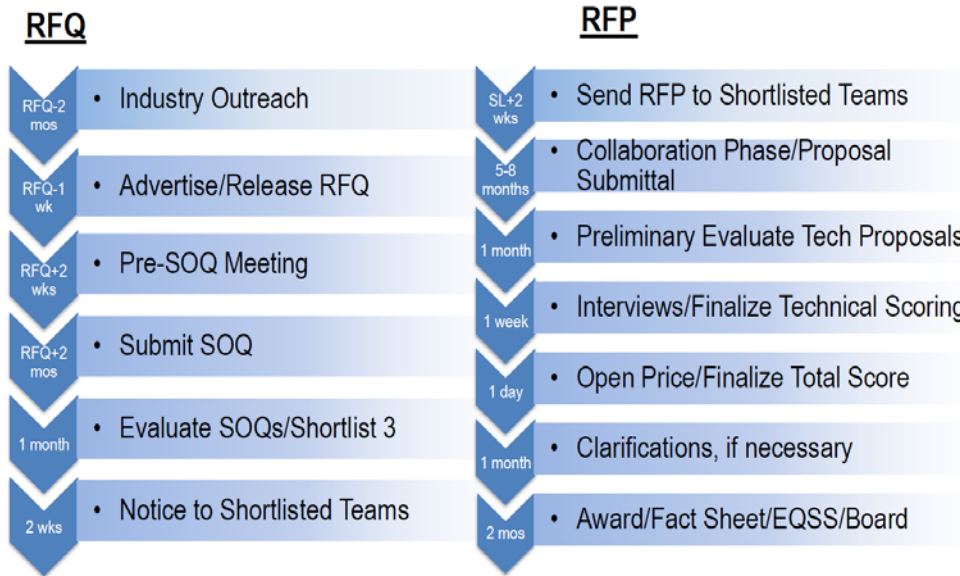 RFQ
RFQ-2
mos
• Industry Outreach
RFQ-1
wk
• Advertise/Release RFQ
RFQ+2
wks
• Pre-SOQ Meeting
RFQ+2
mos
• Submit SOQ
1 month
• Evaluate SOQs/Shortlist 3
2 wks
• Notice to Shortlisted Teams
RFP
SL+2
wks
• Send RFP to Shortlisted Teams
5-8
months
• Collaboration Phase/Proposal
Submittal
1 month
• Preliminary Evaluate Tech Proposals
1 week
• Interviews/Finalize Technical Scoring
1 day
• Open Price/Finalize Total Score
1 month
• Clarifications, if necessary
2 mos
• Award/Fact Sheet/EQSS/Board